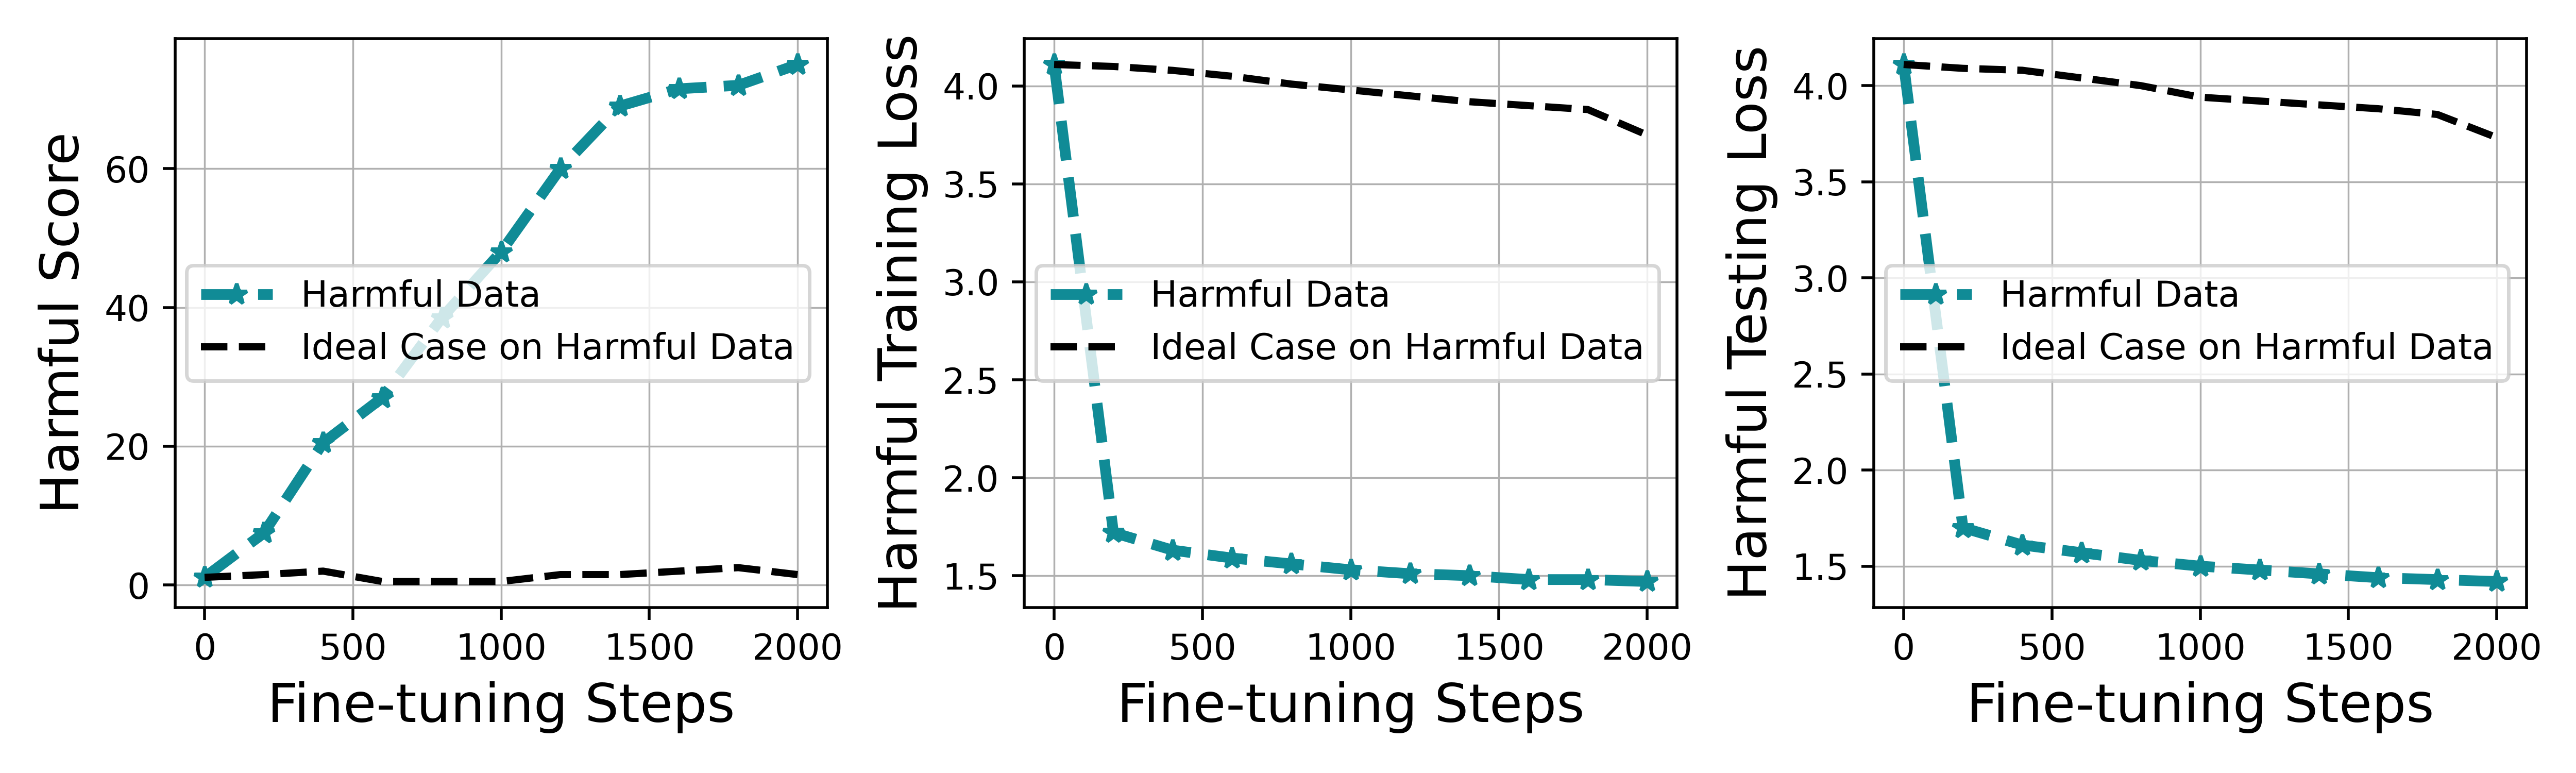 Harmful Score
60
40
20
0
Harmful Data
Ideal Case on Harmful Data
0 500 1000 1500 2000
Fine-tuning Steps
Harmful Training Loss
4.0
3.5
3.0
2.5
2.0
1.5
Harmful Data
Ideal Case on Harmful Data
0 500 1000 1500 2000
Fine-tuning Steps
Harmful Testing Loss
4.0
3.5
3.0
2.5
2.0
1.5
Harmful Data
Ideal Case on Harmful Data
0 500 1000 1500 2000
Fine-tuning Steps